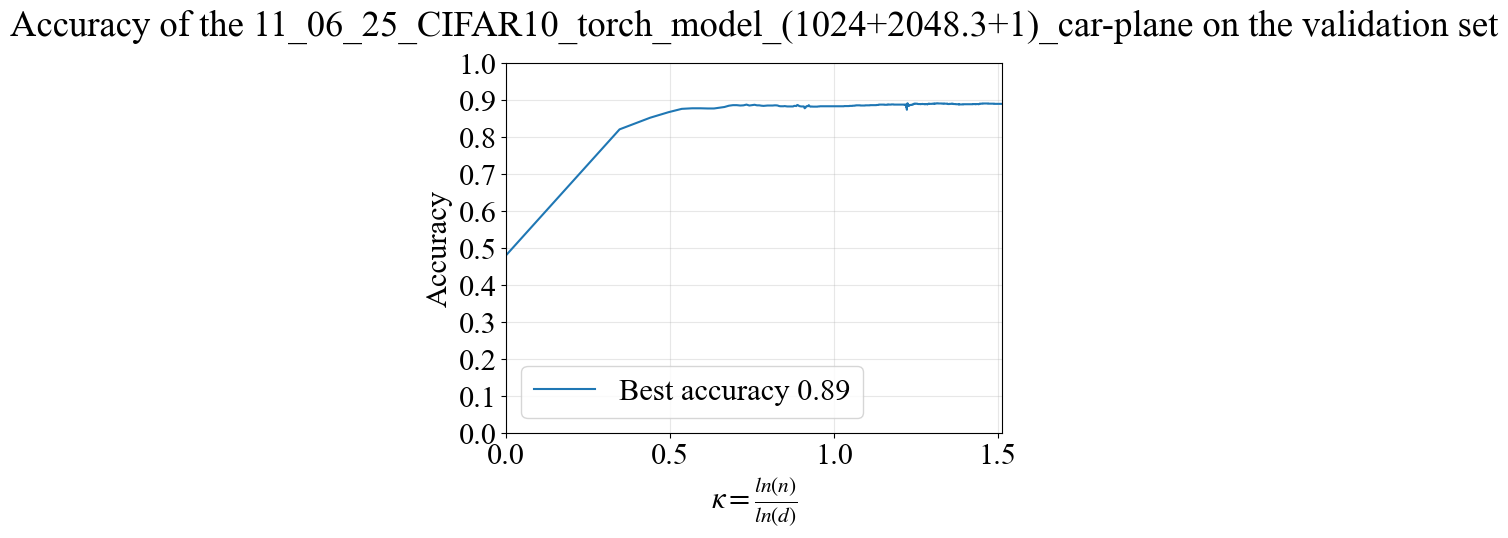 Accuracy of the 11_06_25_CIFAR10_torch_model_(1024+2048.3+1)_car-plane on the validation set
1.0
0.9
0.8
0.7
0.6
0.5
0.4
0.3
0.2
0.1
0.0
Accuracy
Best accuracy 0.89
0.0 0.5 1.0 1.5
κ = ln(n) / ln(d)